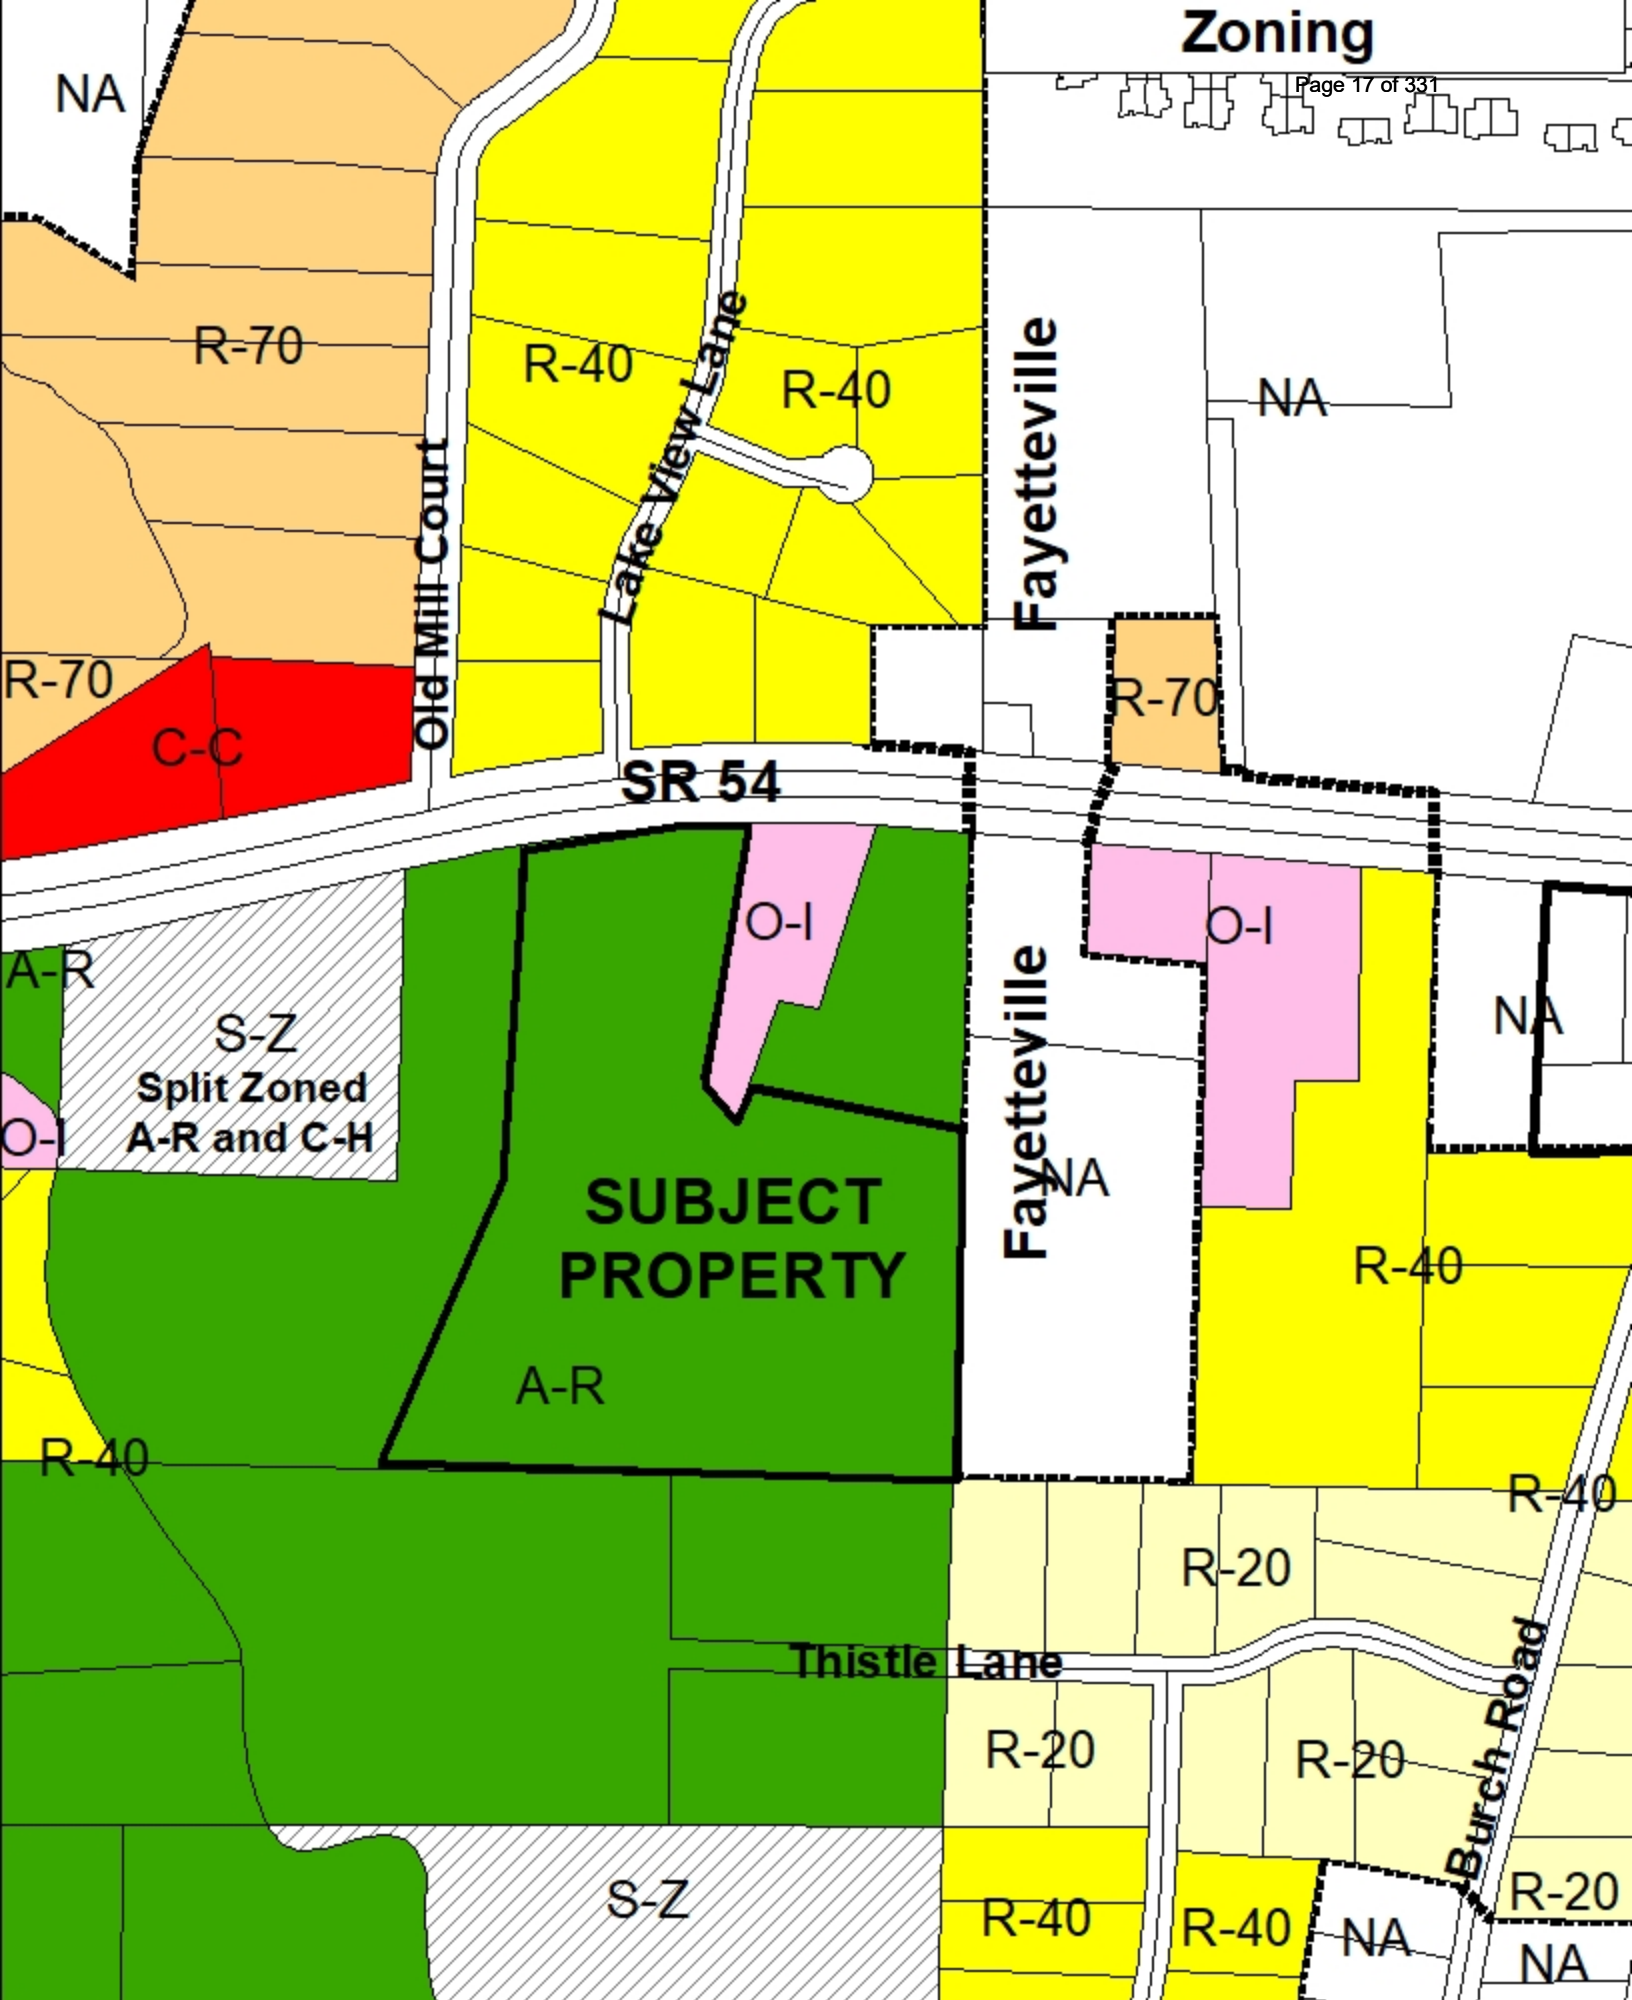 Zoning
Page 17 of 331
NA
R-70
R-40
R-40
NA
Fayetteville
Lake View Lane
Old Mill Court
R-70
R-70
C-C
SR 54
O-I
O-I
A-R
S-Z
Split Zoned
A-R and C-H
O-I
NA
Fayetteville
NA
SUBJECT
PROPERTY
R-40
A-R
R-40
R-40
R-20
Thistle Lane
Burch Road
R-20
R-20
S-Z
R-40
R-40
NA
R-20
NA